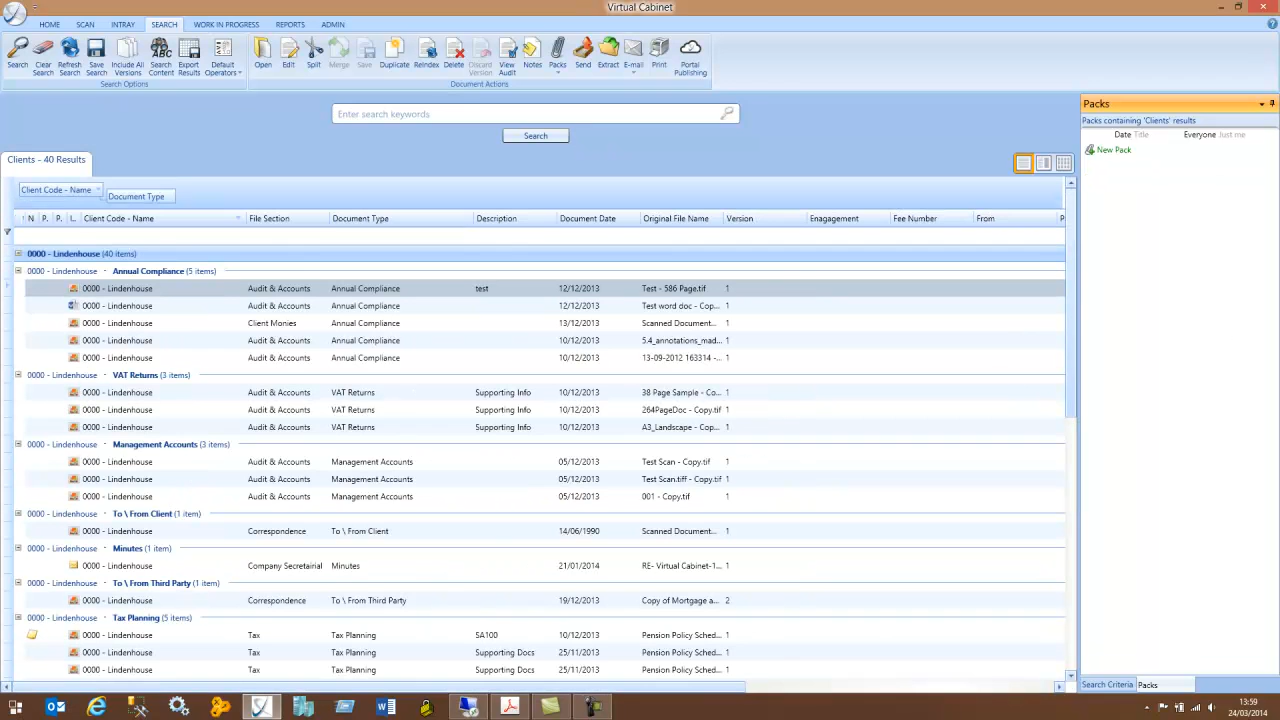 Virtual Cabinet
HOME SCAN INTRAY SEARCH WORK IN PROGRESS REPORTS ADMIN
Search Clear Search Refresh Search Save Search Include All Versions Search Content Export Results Default Operators Open Edit Split Merge Save Duplicate Reindex Delete Discard Version View Audit Notes Packs Send Extract E-mail Print Portal Publishing
Search Options Document Actions
Packs
Packs containing 'Clients' results
Date Title Everyone Just me
New Pack
Enter search keywords
Search
Clients - 40 Results
Client Code - Name Document Type
N. P. P. I.. Client Code - Name File Section Document Type Description Document Date Original File Name Version Enagagement Fee Number From P
0000 - Lindenhouse (40 items)
0000 - Lindenhouse - Annual Compliance (5 items)
0000 - Lindenhouse Audit & Accounts Annual Compliance test 12/12/2013 Test - 586 Page.tif 1
0000 - Lindenhouse Audit & Accounts Annual Compliance 12/12/2013 Test word doc - Cop... 1
0000 - Lindenhouse Client Monies Annual Compliance 13/12/2013 Scanned Document... 1
0000 - Lindenhouse Audit & Accounts Annual Compliance 10/12/2013 5.4_annotations_mad... 1
0000 - Lindenhouse Audit & Accounts Annual Compliance 10/12/2013 13-09-2012 163314 -... 1
0000 - Lindenhouse - VAT Returns (3 items)
0000 - Lindenhouse Audit & Accounts VAT Returns Supporting Info 10/12/2013 38 Page Sample - Co... 1
0000 - Lindenhouse Audit & Accounts VAT Returns Supporting Info 10/12/2013 264PageDoc - Copy.tif 1
0000 - Lindenhouse Audit & Accounts VAT Returns Supporting Info 10/12/2013 A3_Landscape - Cop... 1
0000 - Lindenhouse - Management Accounts (3 items)
0000 - Lindenhouse Audit & Accounts Management Accounts 05/12/2013 Test Scan - Copy.tif 1
0000 - Lindenhouse Audit & Accounts Management Accounts 05/12/2013 Test Scan.tiff - Copy.tif 1
0000 - Lindenhouse Audit & Accounts Management Accounts 05/12/2013 001 - Copy.tif 1
0000 - Lindenhouse - To \ From Client (1 item)
0000 - Lindenhouse Correspondence To \ From Client 14/06/1990 Scanned Document... 1
0000 - Lindenhouse - Minutes (1 item)
0000 - Lindenhouse Company Secretairial Minutes 21/01/2014 RE- Virtual Cabinet-1... 1
0000 - Lindenhouse - To \ From Third Party (1 item)
0000 - Lindenhouse Correspondence To \ From Third Party 19/12/2013 Copy of Mortgage a... 2
0000 - Lindenhouse - Tax Planning (5 items)
0000 - Lindenhouse Tax Tax Planning SA100 10/12/2013 Pension Policy Sched... 1
0000 - Lindenhouse Tax Tax Planning Supporting Docs 25/11/2013 Pension Policy Sched... 1
0000 - Lindenhouse Tax Tax Planning Supporting Docs 25/11/2013 Pension Policy Sched... 1
Search Criteria Packs
13:59
24/03/2014